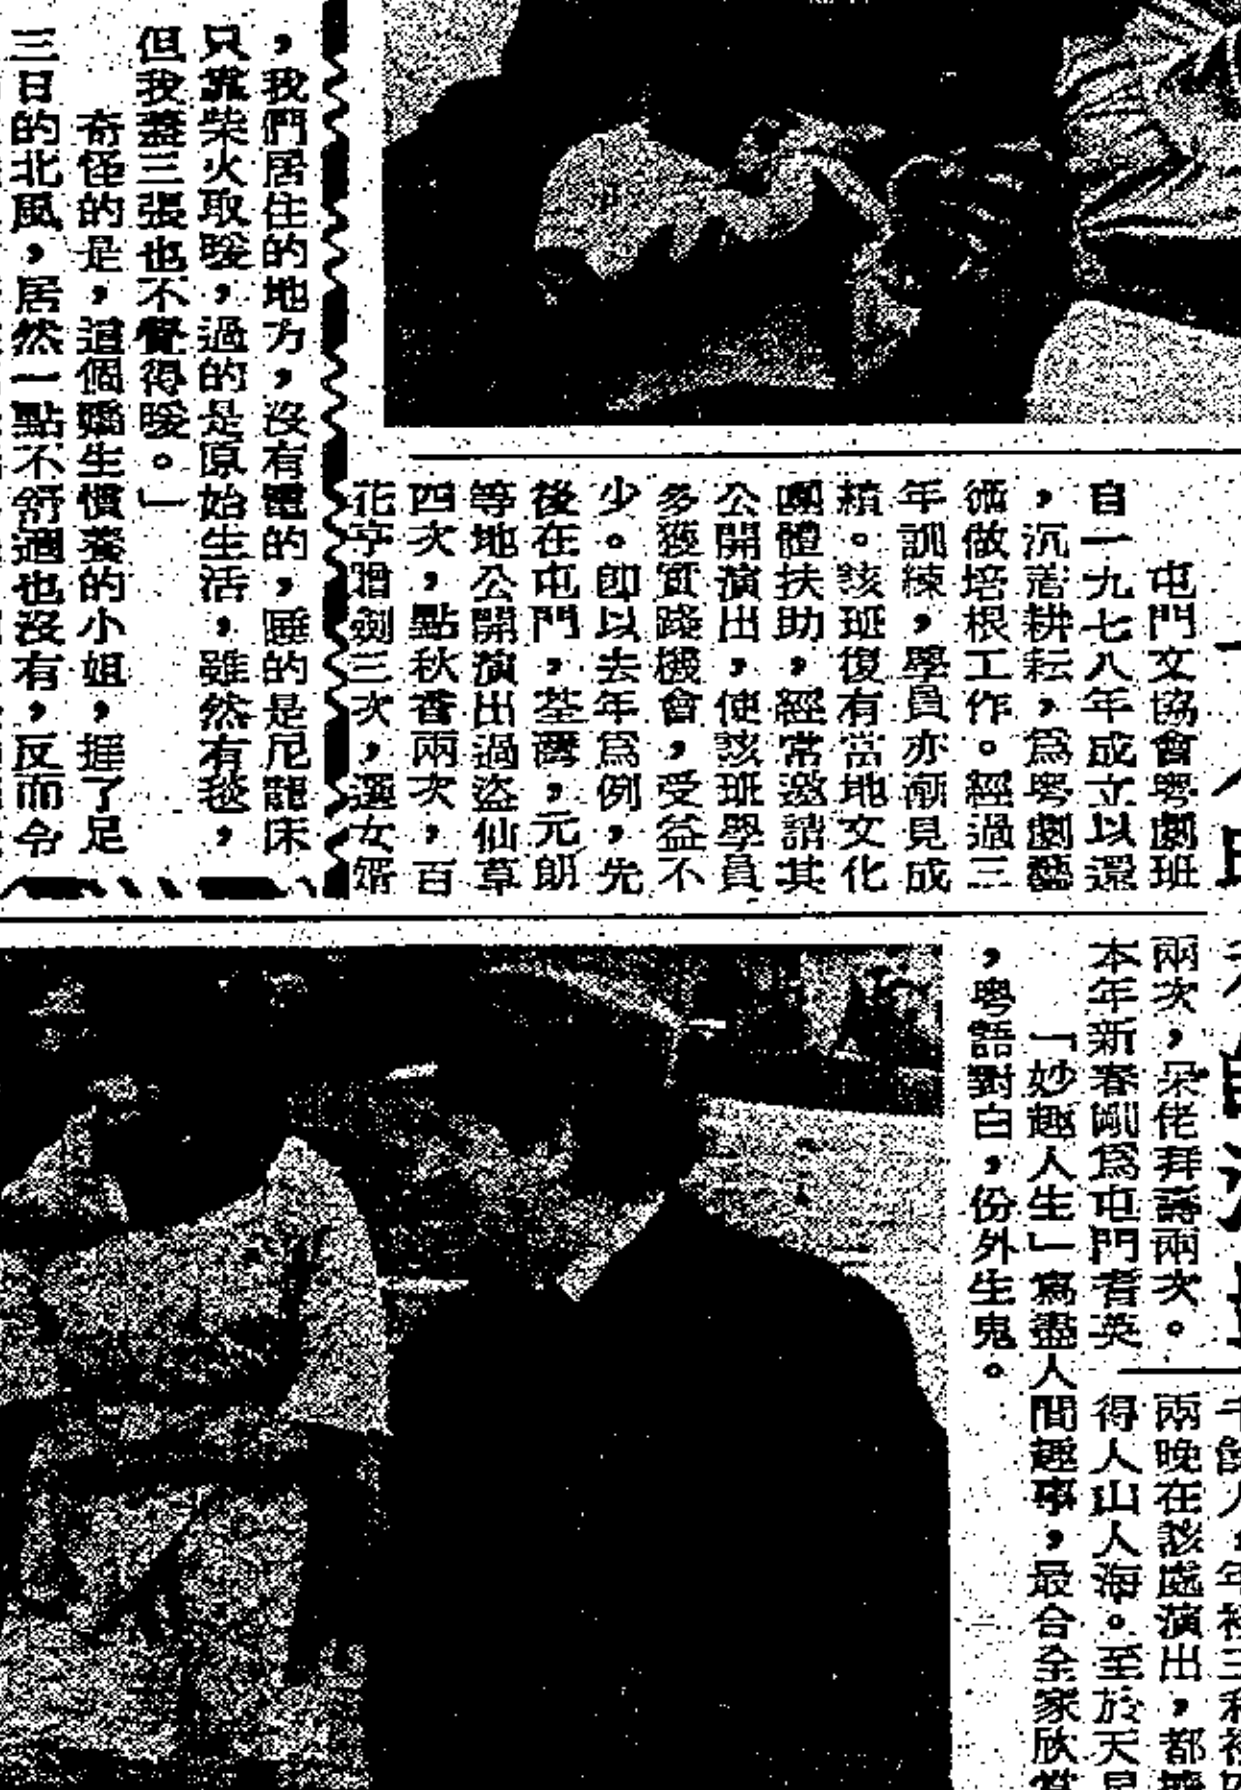 屯門文協會粵劇班
自一九七八年成立以還
，沉着耕耘，為粵劇藝
術做培根工作。經過三
年訓練，學員亦漸見成
績。該班復有當地文化
團體扶助，經常邀請其
公開演出，使該班學員
多獲實踐機會，受益不
少。即以去年為例，先
後在屯門，荃灣，元朗
等地公開演出過盜仙草
四次，點秋香兩次，百
花亭贈劍三次，選女婿
兩次，呆佬拜壽兩次。
本年新春剛為屯門耆英
，我們居住的地方，沒有電的，睡的是尼龍床
只靠柴火取暖，過的是原始生活，雖然有毯，
但我蓋三張也不覺得暖。」
奇怪的是，這個嬌生慣養的小姐，捱了足
三日的北風，居然一點不舒適也沒有，反而令
兩晚在該處演出，都
得人山人海。至於天
「妙趣人生」寫盡人間趣事，最合全家欣賞
，粵語對白，份外生鬼。